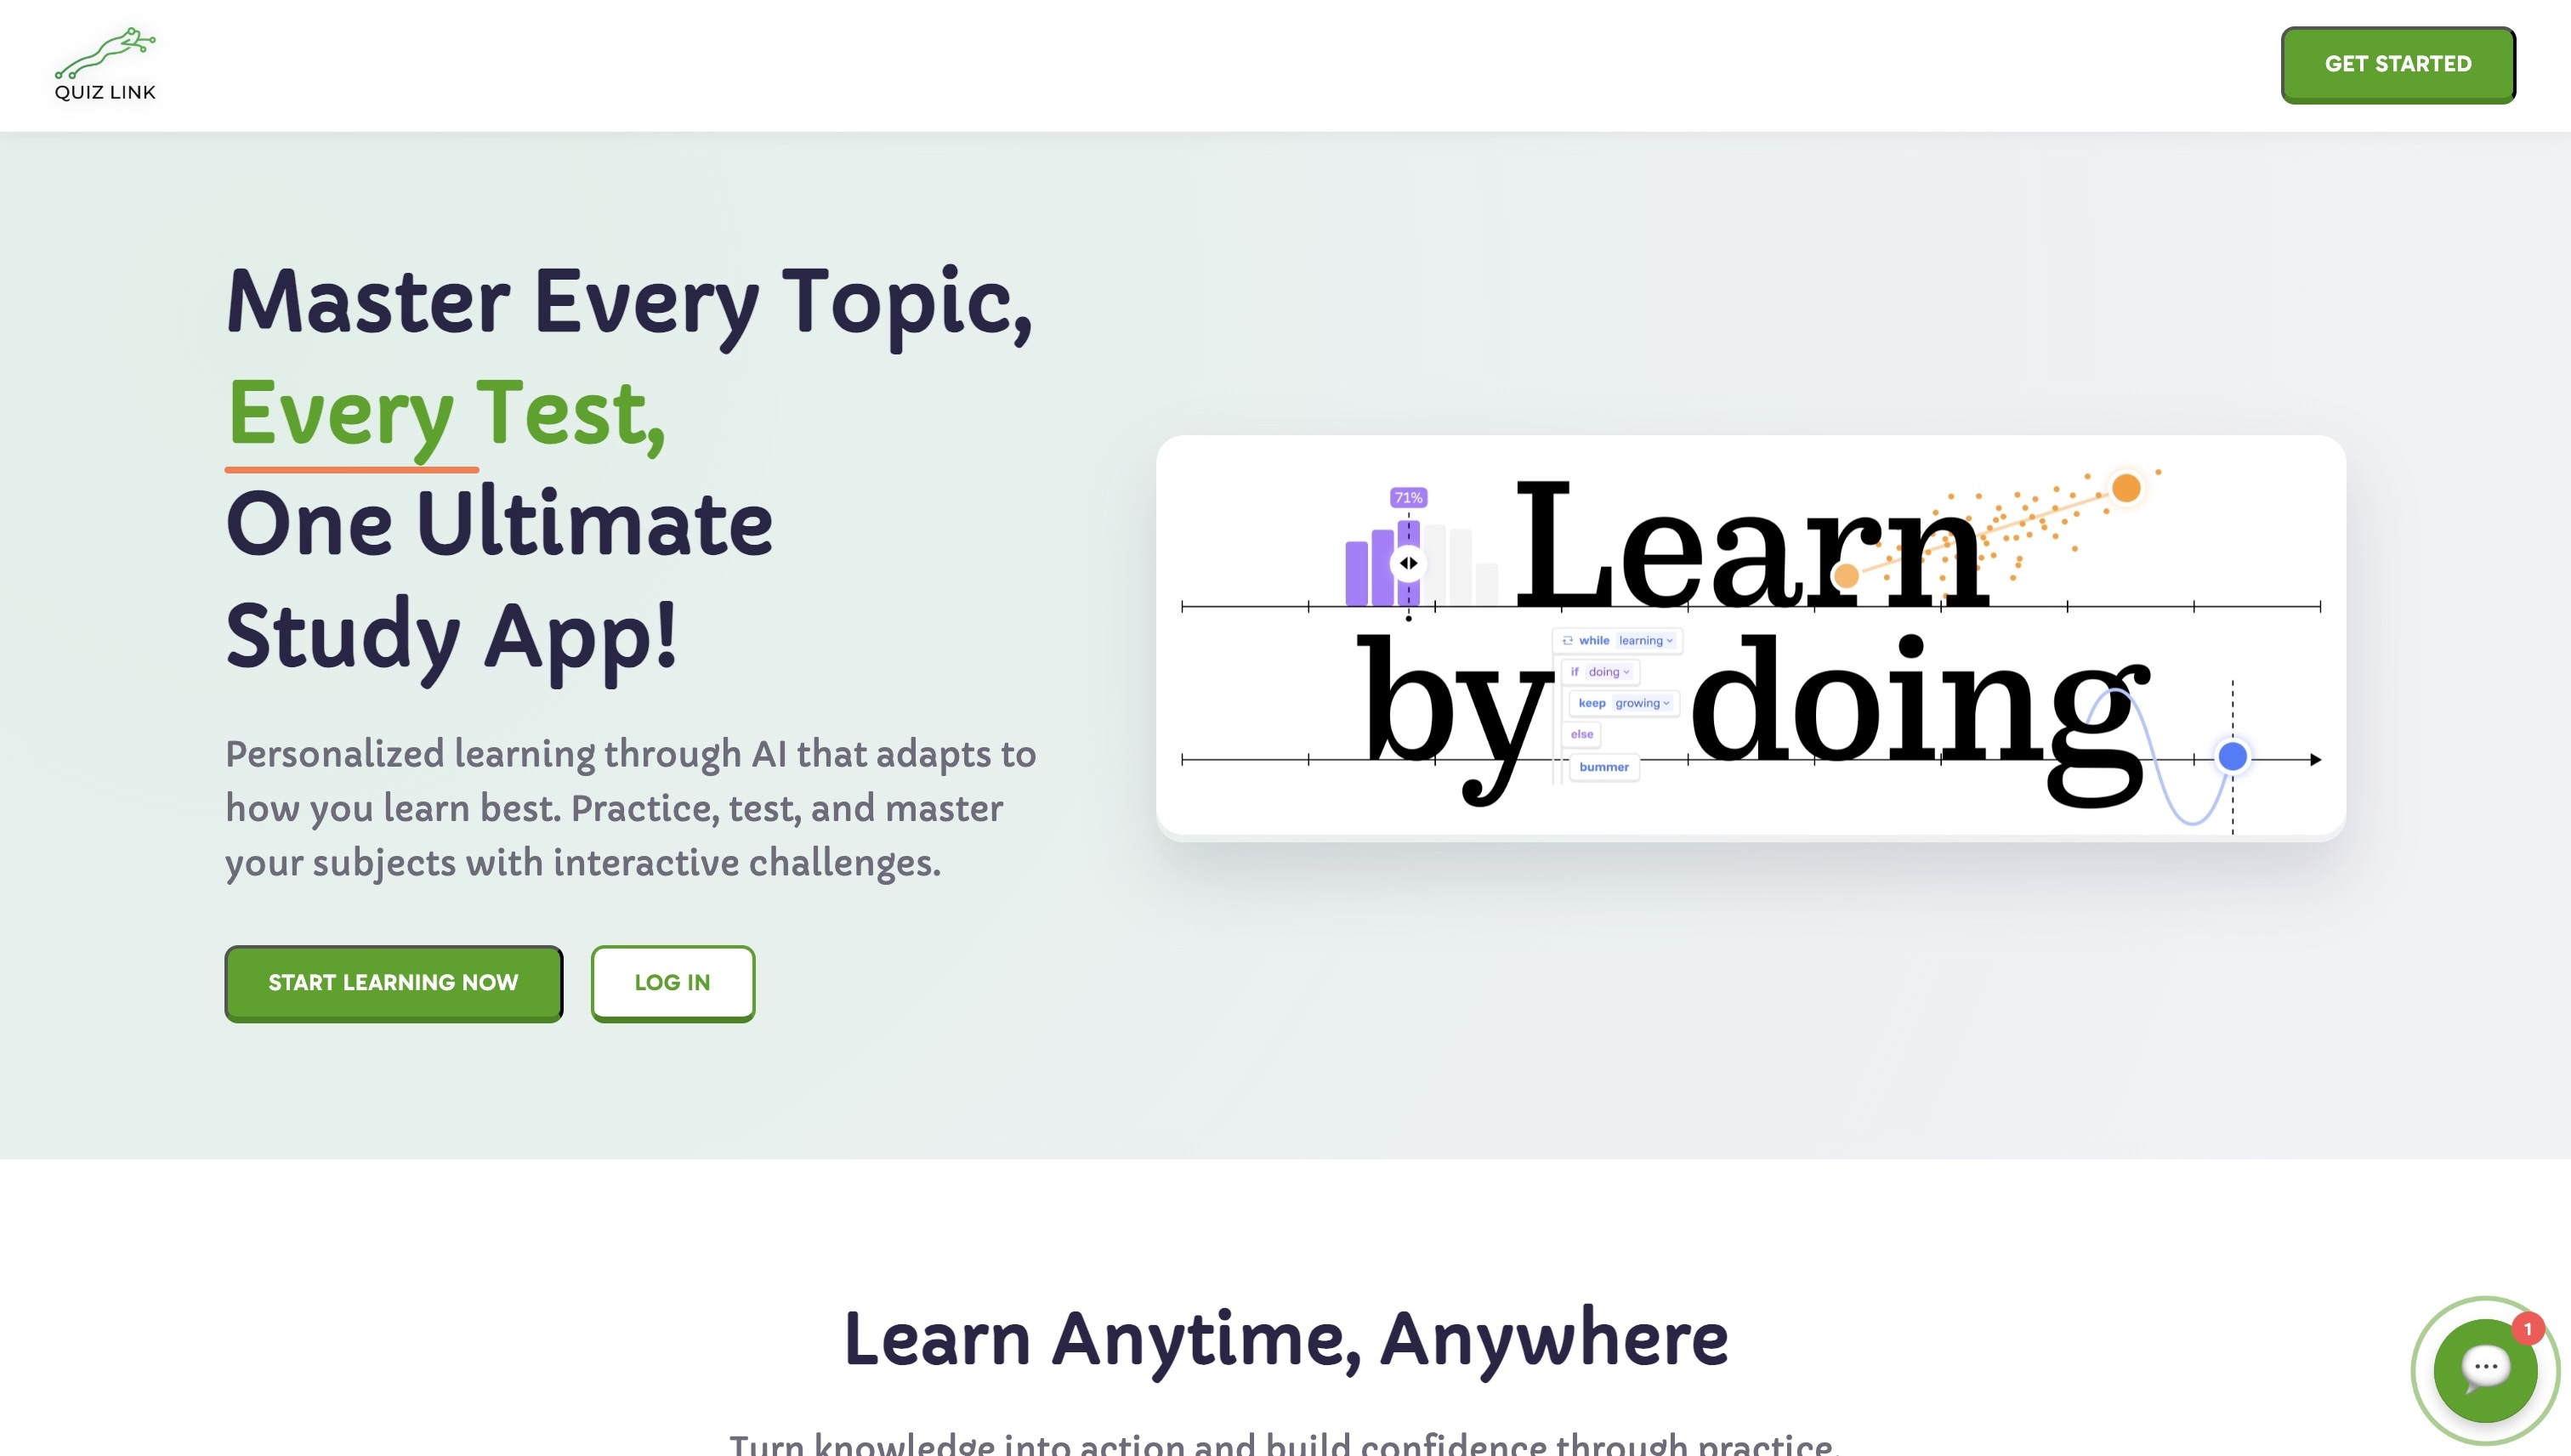 QUIZ LINK
GET STARTED
Master Every Topic,
Every Test,
One Ultimate
Study App!
Personalized learning through AI that adapts to
how you learn best. Practice, test, and master
your subjects with interactive challenges.
START LEARNING NOW
LOG IN
71%
Learn
by doing
while learning
if doing
keep growing
else
bummer
Learn Anytime, Anywhere
Turn knowledge into action and build confidence through practice.
1